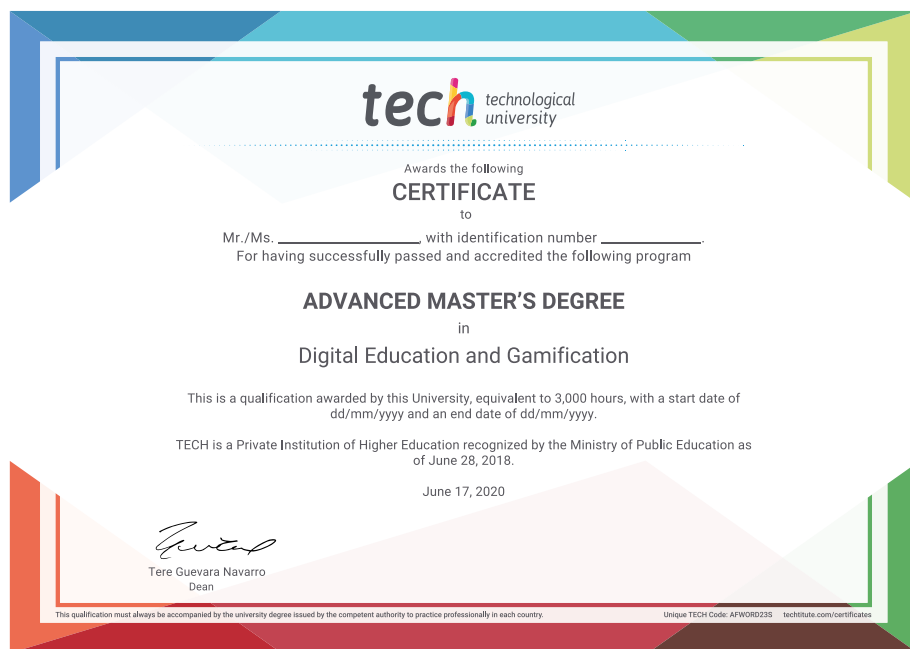 tech technological
university
Awards the following
CERTIFICATE
to
Mr./Ms. ____________________, with identification number ______________.
For having successfully passed and accredited the following program
ADVANCED MASTER’S DEGREE
in
Digital Education and Gamification
This is a qualification awarded by this University, equivalent to 3,000 hours, with a start date of
dd/mm/yyyy and an end date of dd/mm/yyyy.
TECH is a Private Institution of Higher Education recognized by the Ministry of Public Education as
of June 28, 2018.
June 17, 2020
Tere Guevara Navarro
Dean
This qualification must always be accompanied by the university degree issued by the competent authority to practice professionally in each country.
Unique TECH Code: AFWORD23S techtitute.com/certificates